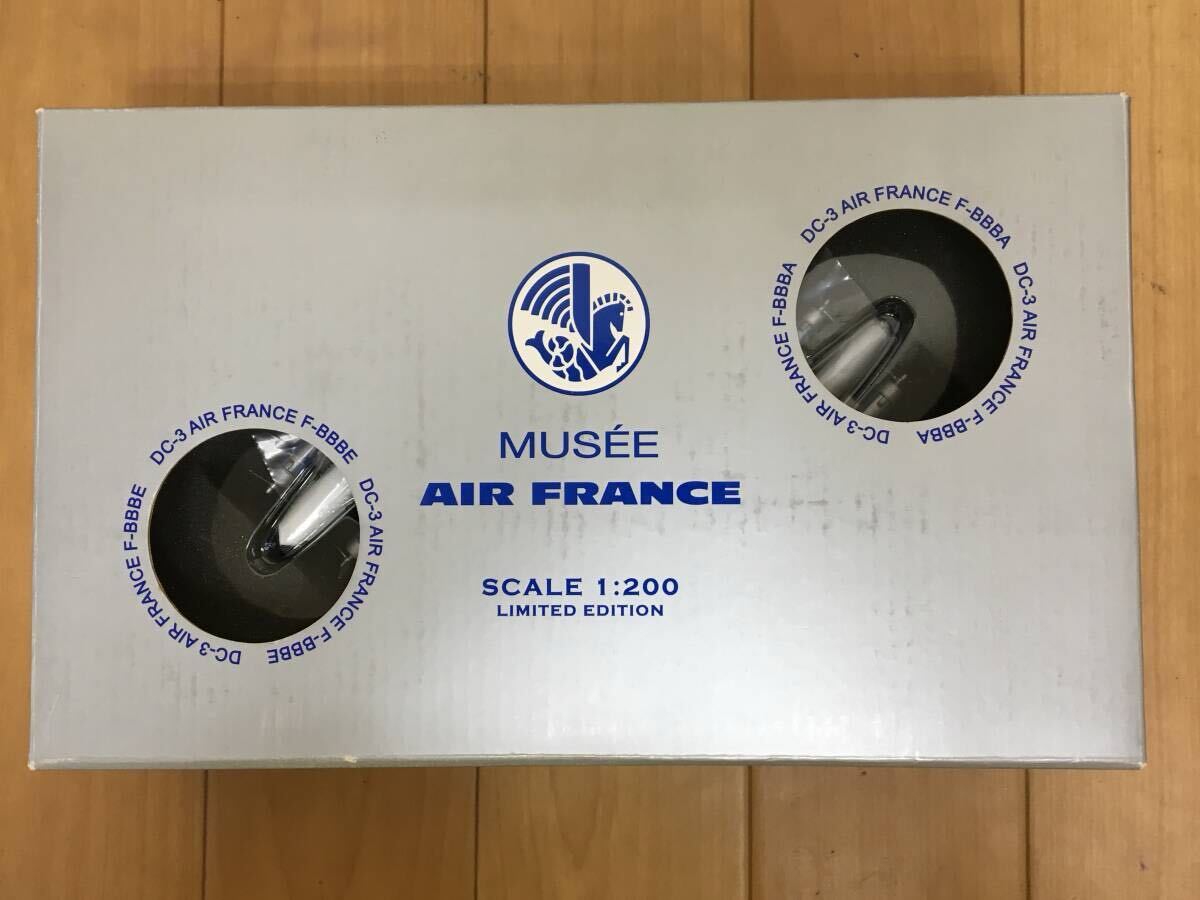 DC-3 AIR FRANCE F-BBBA DC-3 AIR FRANCE F-BBBA DC-3 AIR FRANCE F-BBBA
MUSÉE
AIR FRANCE
SCALE 1:200
LIMITED EDITION
DC-3 AIR FRANCE F-BBBE DC-3 AIR FRANCE F-BBBE DC-3 AIR FRANCE F-BBBE